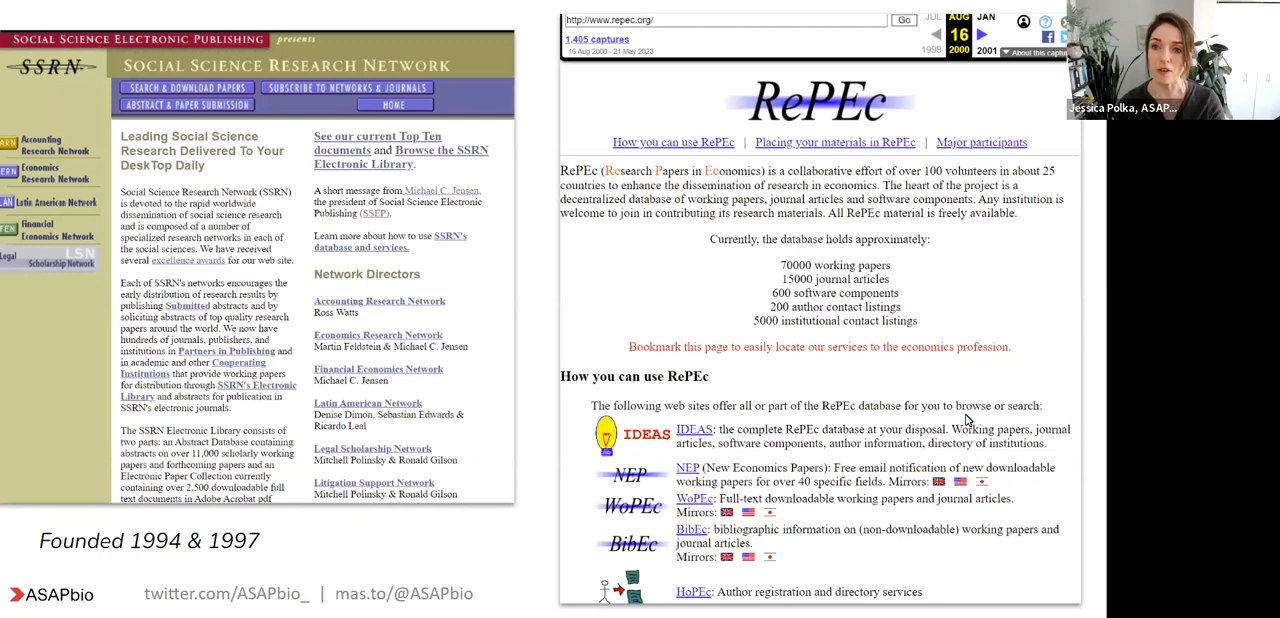 SOCIAL SCIENCE ELECTRONIC PUBLISHING presents
SSRN
SOCIAL SCIENCE RESEARCH NETWORK
SEARCH & DOWNLOAD PAPERS
SUBSCRIBE TO NETWORKS & JOURNALS
ABSTRACT & PAPER SUBMISSION
HOME
ARN
Accounting
Research Network
ERN
Economics
Research Network
LAN
Latin American Network
FEN
Financial
Economics Network
Legal
LSN
Scholarship Network
Leading Social Science
Research Delivered To Your
DeskTop Daily
Social Science Research Network (SSRN)
is devoted to the rapid worldwide
dissemination of social science research
and is composed of a number of
specialized research networks in each of
the social sciences. We have received
several excellence awards for our web site.
Each of SSRN's networks encourages the
early distribution of research results by
publishing Submitted abstracts and by
soliciting abstracts of top quality research
papers around the world. We now have
hundreds of journals, publishers, and
institutions in Partners in Publishing and
in academic and other Cooperating
Institutions that provide working papers
for distribution through SSRN's Electronic
Library and abstracts for publication in
SSRN's electronic journals.
The SSRN Electronic Library consists of
two parts: an Abstract Database containing
abstracts on over 11,000 scholarly working
papers and forthcoming papers and an
Electronic Paper Collection currently
containing over 2,500 downloadable full
text documents in Adobe Acrobat pdf
See our current Top Ten
documents and Browse the SSRN
Electronic Library.
A short message from Michael C. Jensen,
the president of Social Science Electronic
Publishing (SSEP).
Learn more about how to use SSRN's
database and services.
Network Directors
Accounting Research Network
Ross Watts
Economics Research Network
Martin Feldstein & Michael C. Jensen
Financial Economics Network
Michael C. Jensen
Latin American Network
Denise Dimon, Sebastian Edwards &
Ricardo Leal
Legal Scholarship Network
Mitchell Polinsky & Ronald Gilson
Litigation Support Network
Mitchell Polinsky & Ronald Gilson
Founded 1994 & 1997
ASAPbio
twitter.com/ASAPbio_ | mas.to/@ASAPbio
http://www.repec.org/
Go
JUL AUG JAN
1,405 captures
16 Aug 2000 - 21 May 2023
16
1999 2000 2001
About this captu
RePEc
How you can use RePEc | Placing your materials in RePEc | Major participants
RePEc (Research Papers in Economics) is a collaborative effort of over 100 volunteers in about 25
countries to enhance the dissemination of research in economics. The heart of the project is a
decentralized database of working papers, journal articles and software components. Any institution is
welcome to join in contributing its research materials. All RePEc material is freely available.
Currently, the database holds approximately:
70000 working papers
15000 journal articles
600 software components
200 author contact listings
5000 institutional contact listings
Bookmark this page to easily locate our services to the economics profession.
How you can use RePEc
The following web sites offer all or part of the RePEc database for you to browse or search:
IDEAS
IDEAS: the complete RePEc database at your disposal. Working papers, journal
articles, software components, author information, directory of institutions.
NEP
NEP (New Economics Papers): Free email notification of new downloadable
working papers for over 40 specific fields. Mirrors:
WoPEc
WoPEc: Full-text downloadable working papers and journal articles.
Mirrors:
BibEc
BibEc: bibliographic information on (non-downloadable) working papers and
journal articles.
Mirrors:
HoPEc: Author registration and directory services
Jessica Polka, ASAP...